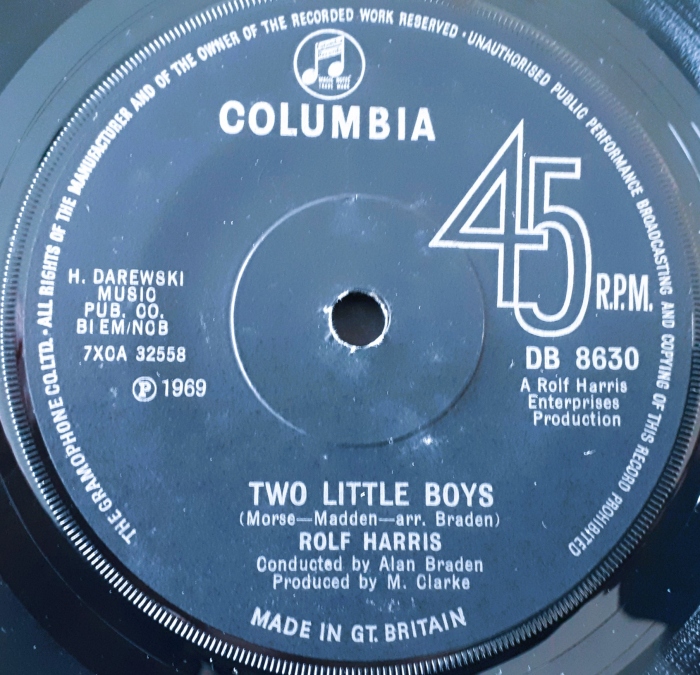 THE GRAMOPHONE CO. LTD. · ALL RIGHTS OF THE MANUFACTURER AND OF THE OWNER OF THE RECORDED WORK RESERVED · UNAUTHORISED PUBLIC PERFORMANCE BROADCASTING AND COPYING OF THIS RECORD PROHIBITED
COLUMBIA
45
R.P.M.
H. DAREWSKI
MUSIC
PUB. CO.
BIEM/NCB
7XCA 32558
Ⓟ 1969
DB 8630
A Rolf Harris
Enterprises
Production
TWO LITTLE BOYS
(Morse—Madden—arr. Braden)
ROLF HARRIS
Conducted by Alan Braden
Produced by M. Clarke
MADE IN GT. BRITAIN